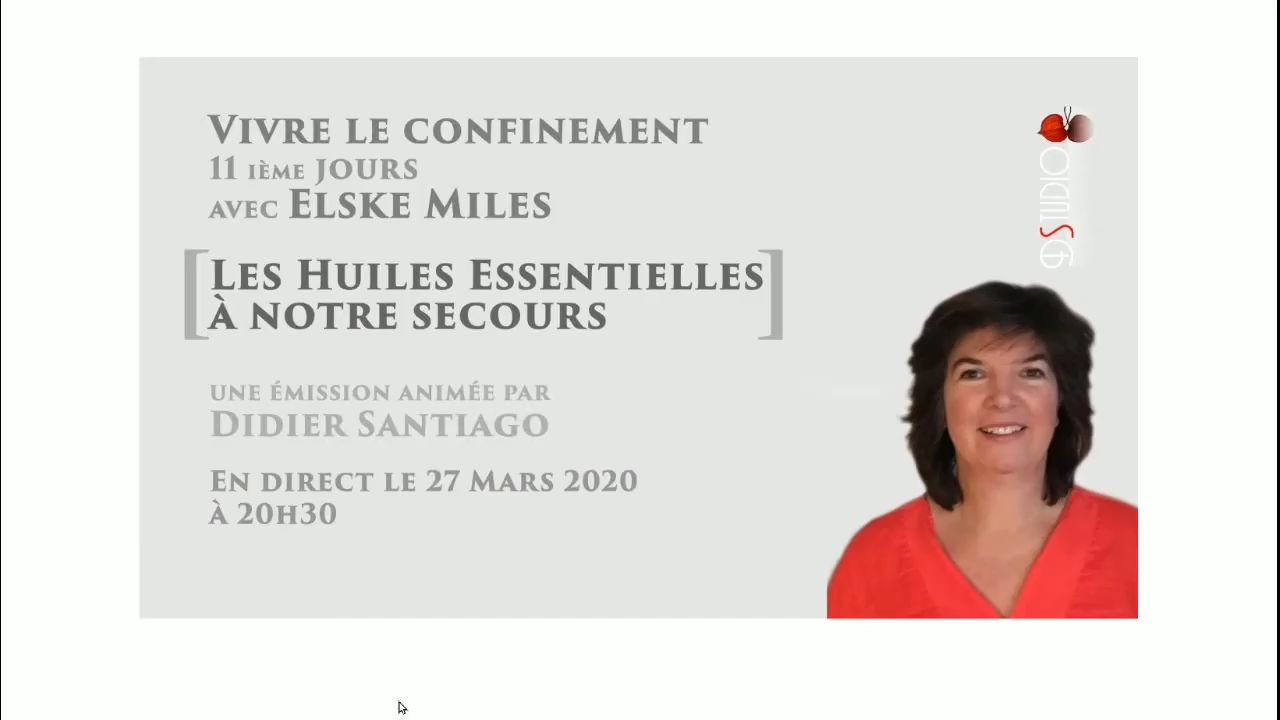 Vivre le confinement
11 ième jours
avec Elske Miles
[Les Huiles Essentielles
à notre secours]
une émission animée par
Didier Santiago
En direct le 27 Mars 2020
à 20h30
DSTUDIO